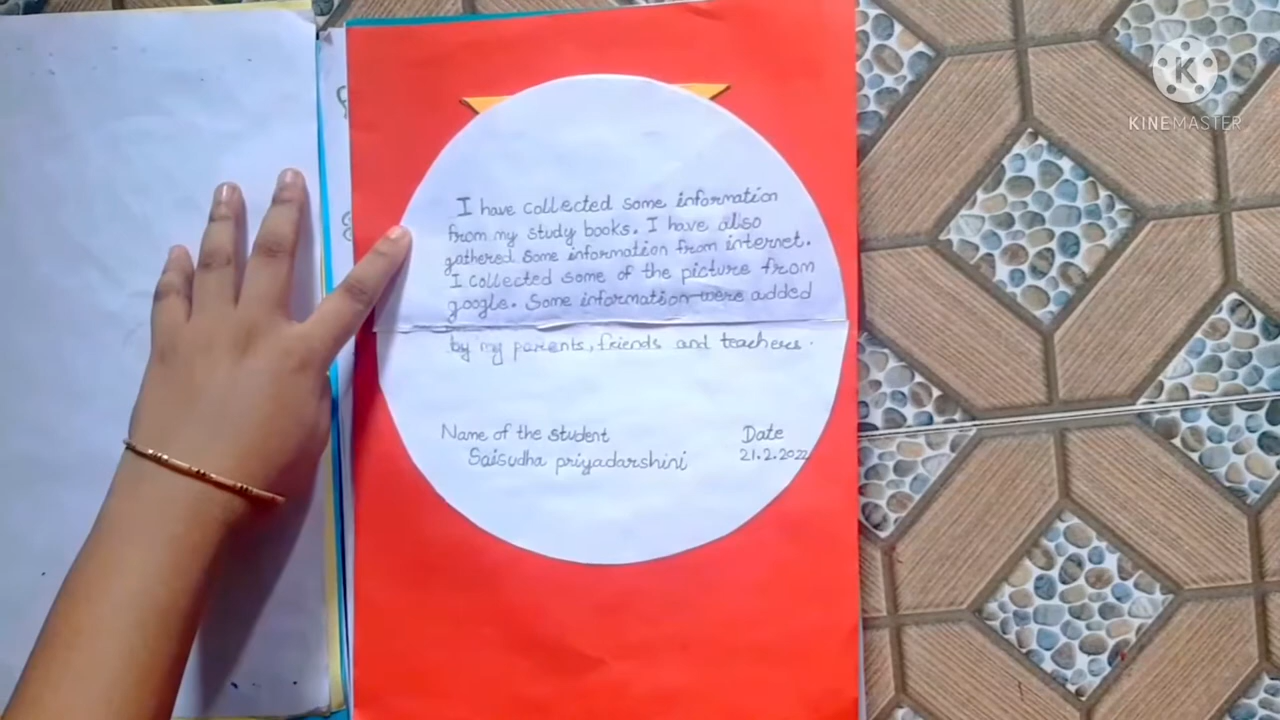 I have collected some information
from my study books. I have also
gathered some information from internet.
I collected some of the picture from
google. Some information were added
by my parents, friends and teachers.
Name of the student
Saisudha priyadarshini
Date
21.2.2022
K
KINEMASTER